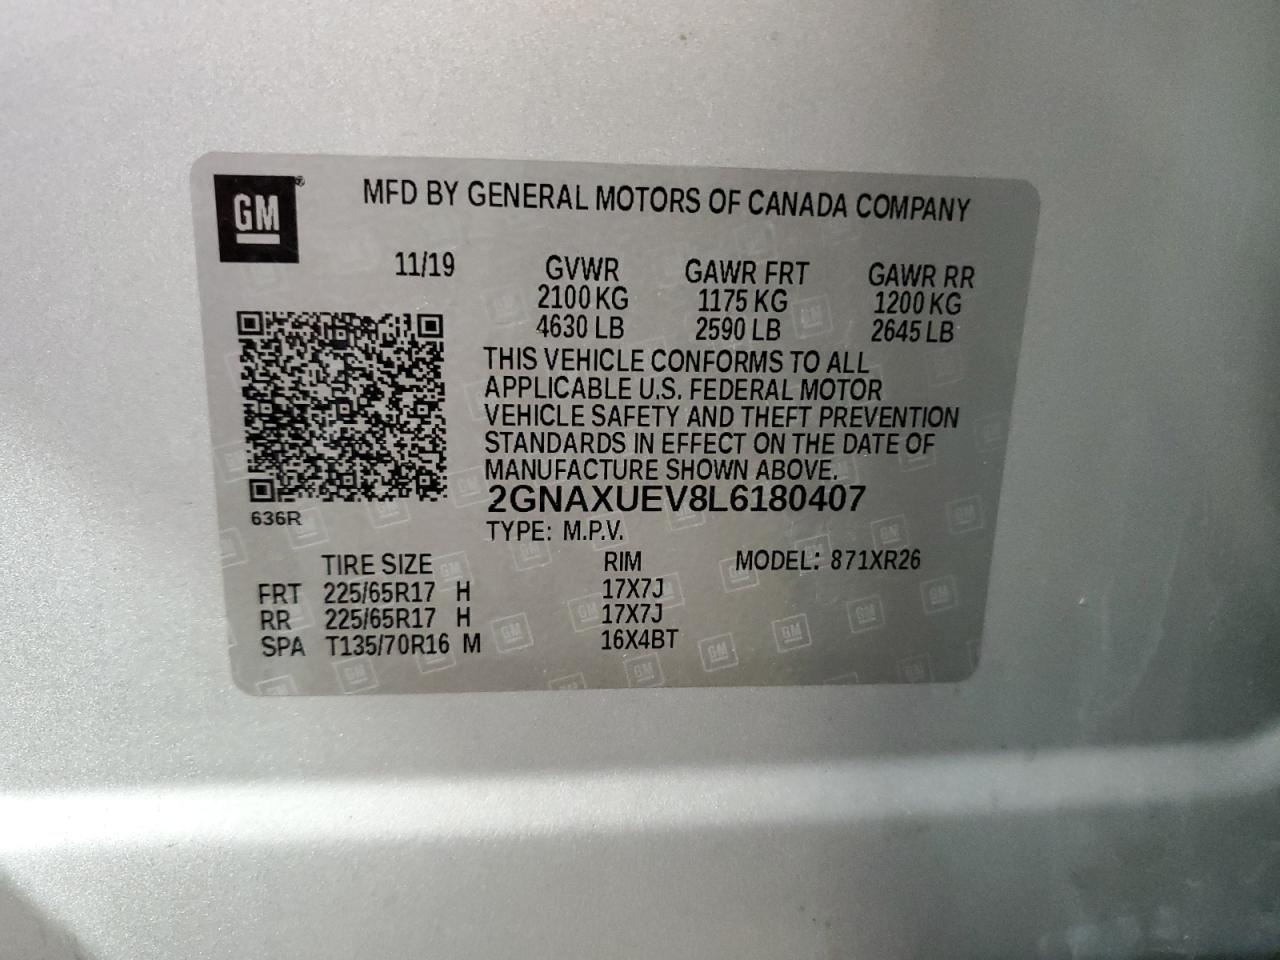 GM®
MFD BY GENERAL MOTORS OF CANADA COMPANY
11/19 GVWR GAWR FRT GAWR RR
2100 KG 1175 KG 1200 KG
4630 LB 2590 LB 2645 LB
THIS VEHICLE CONFORMS TO ALL
APPLICABLE U.S. FEDERAL MOTOR
VEHICLE SAFETY AND THEFT PREVENTION
STANDARDS IN EFFECT ON THE DATE OF
MANUFACTURE SHOWN ABOVE.
2GNAXUEV8L6180407
636R
TYPE: M.P.V.
TIRE SIZE RIM MODEL: 871XR26
FRT 225/65R17 H 17X7J
RR 225/65R17 H 17X7J
SPA T135/70R16 M 16X4BT